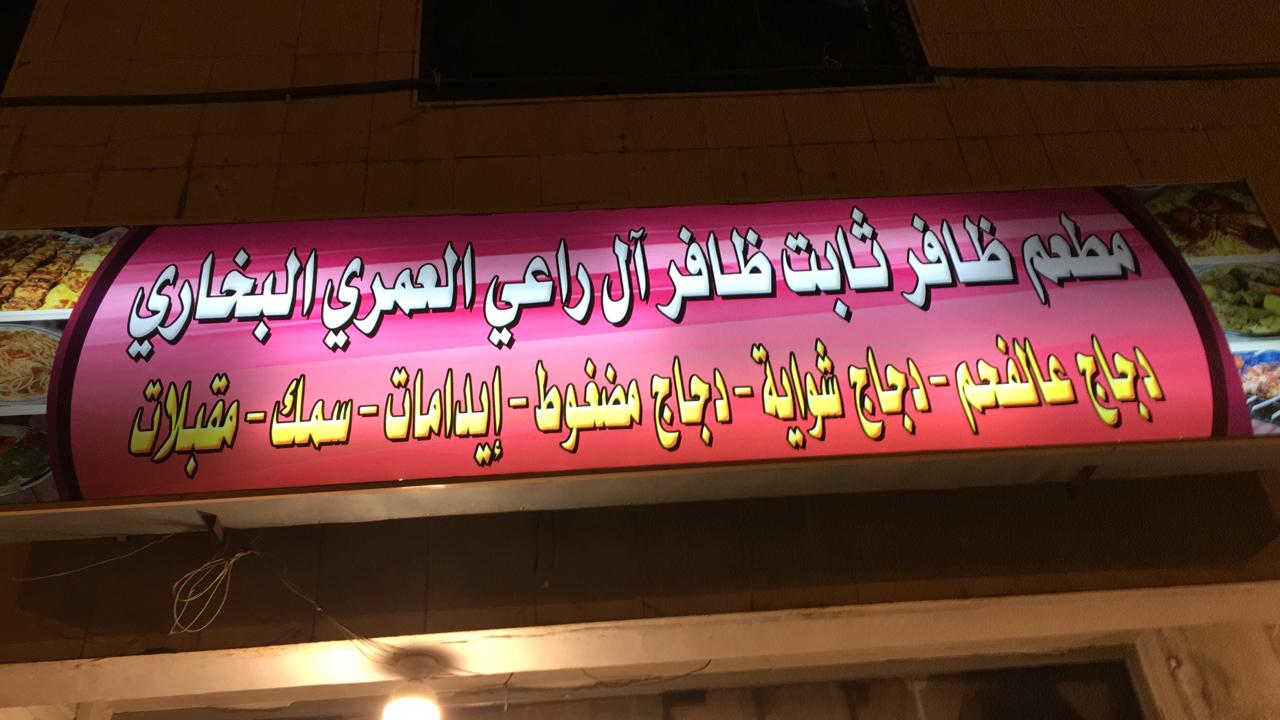 مطعم ظافر ثابت ظافر آل راعي العمري البخاري
دجاج عالفحم - دجاج شواية - دجاج مضغوط - إيدامات - سمك - مقبلات